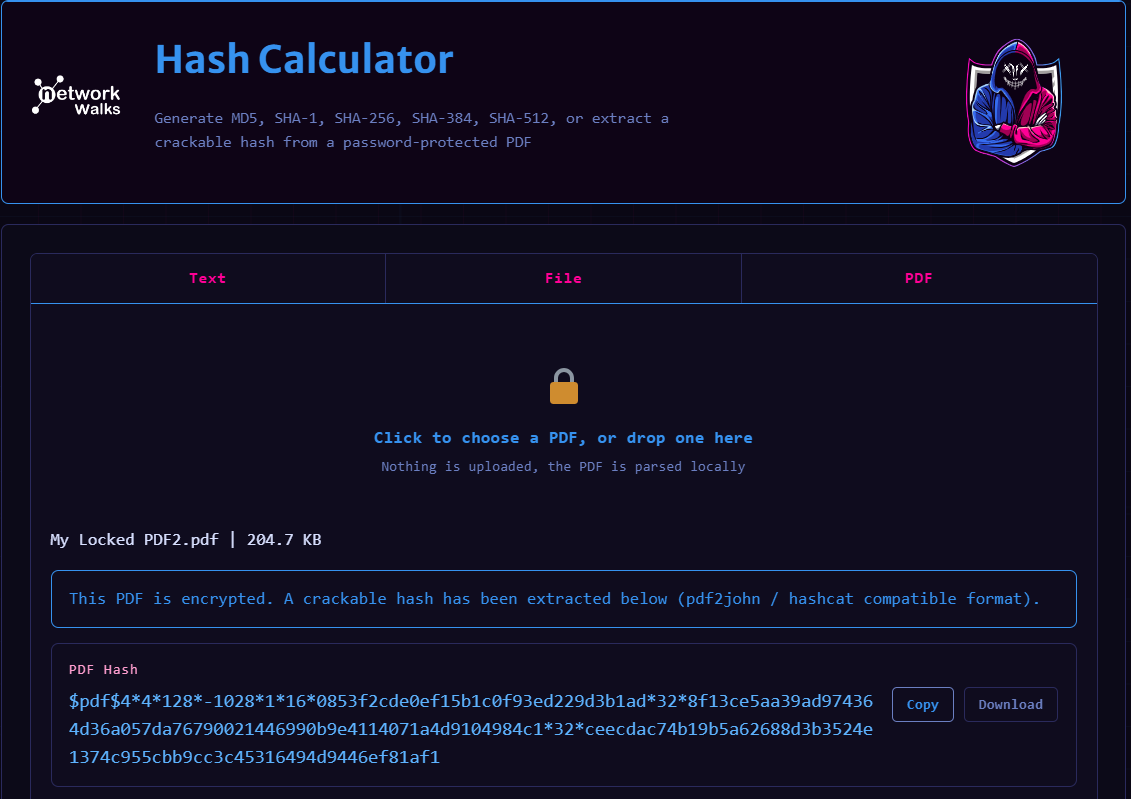 network
Walks
Hash Calculator
Generate MD5, SHA-1, SHA-256, SHA-384, SHA-512, or extract a
crackable hash from a password-protected PDF
Text
File
PDF
Click to choose a PDF, or drop one here
Nothing is uploaded, the PDF is parsed locally
My Locked PDF2.pdf | 204.7 KB
This PDF is encrypted. A crackable hash has been extracted below (pdf2john / hashcat compatible format).
PDF Hash
$pdf$4*4*128*-1028*1*16*0853f2cde0ef15b1c0f93ed229d3b1ad*32*8f13ce5aa39ad97436
4d36a057da76790021446990b9e4114071a4d9104984c1*32*ceecdac74b19b5a62688d3b3524e
1374c955cbb9cc3c45316494d9446ef81af1
Copy
Download